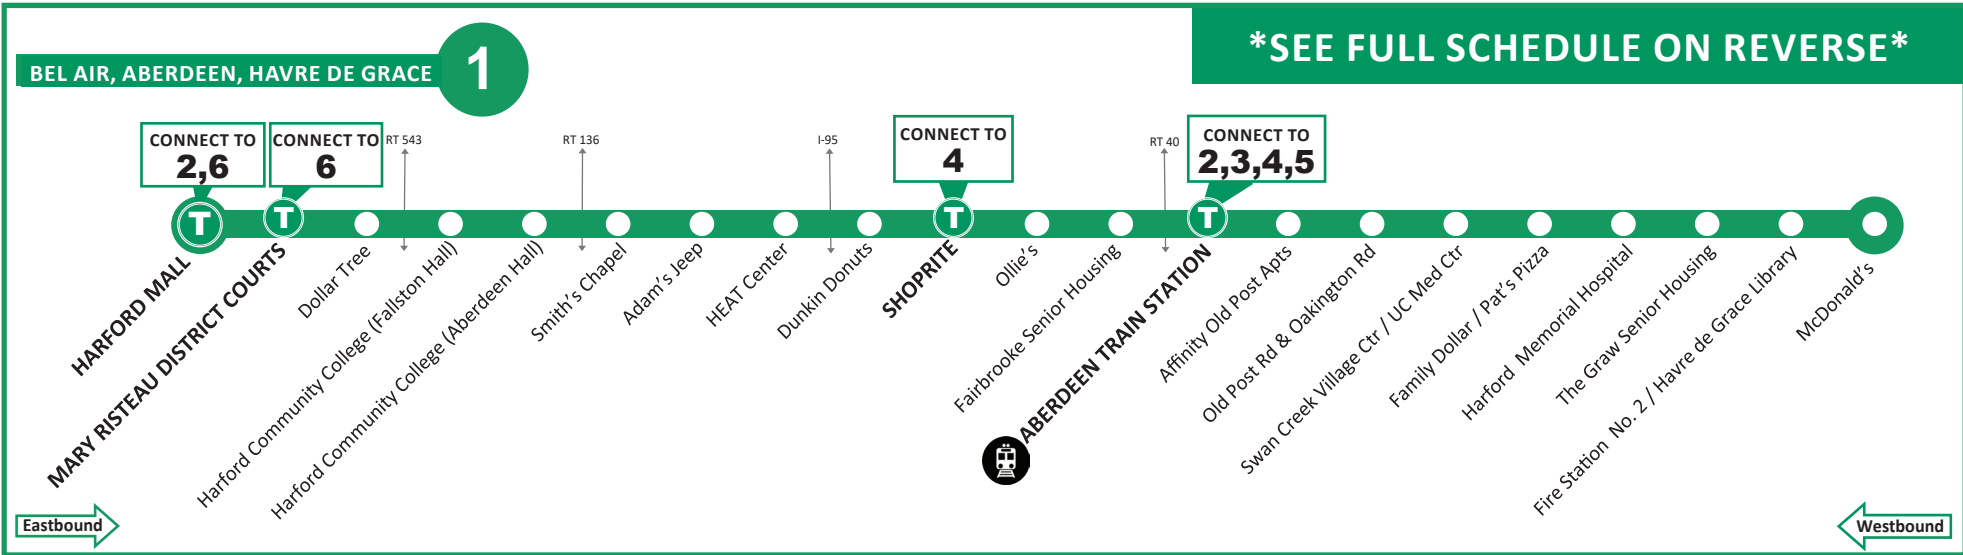 *SEE FULL SCHEDULE ON REVERSE*
BEL AIR, ABERDEEN, HAVRE DE GRACE
1
CONNECT TO
2,6
CONNECT TO
6
RT 543
RT 136
I-95
CONNECT TO
4
RT 40
CONNECT TO
2,3,4,5
T
T
T
T
HARFORD MALL
MARY RISTEAU DISTRICT COURTS
Dollar Tree
Harford Community College (Fallston Hall)
Harford Community College (Aberdeen Hall)
Smith's Chapel
Adam's Jeep
HEAT Center
Dunkin Donuts
SHOPRITE
Ollie's
Fairbrooke Senior Housing
ABERDEEN TRAIN STATION
Affinity Old Post Apts
Old Post Rd & Oakington Rd
Swan Creek Village Ctr / UC Med Ctr
Family Dollar / Pat's Pizza
Harford Memorial Hospital
The Graw Senior Housing
Fire Station No. 2 / Havre de Grace Library
McDonald's
Eastbound
Westbound